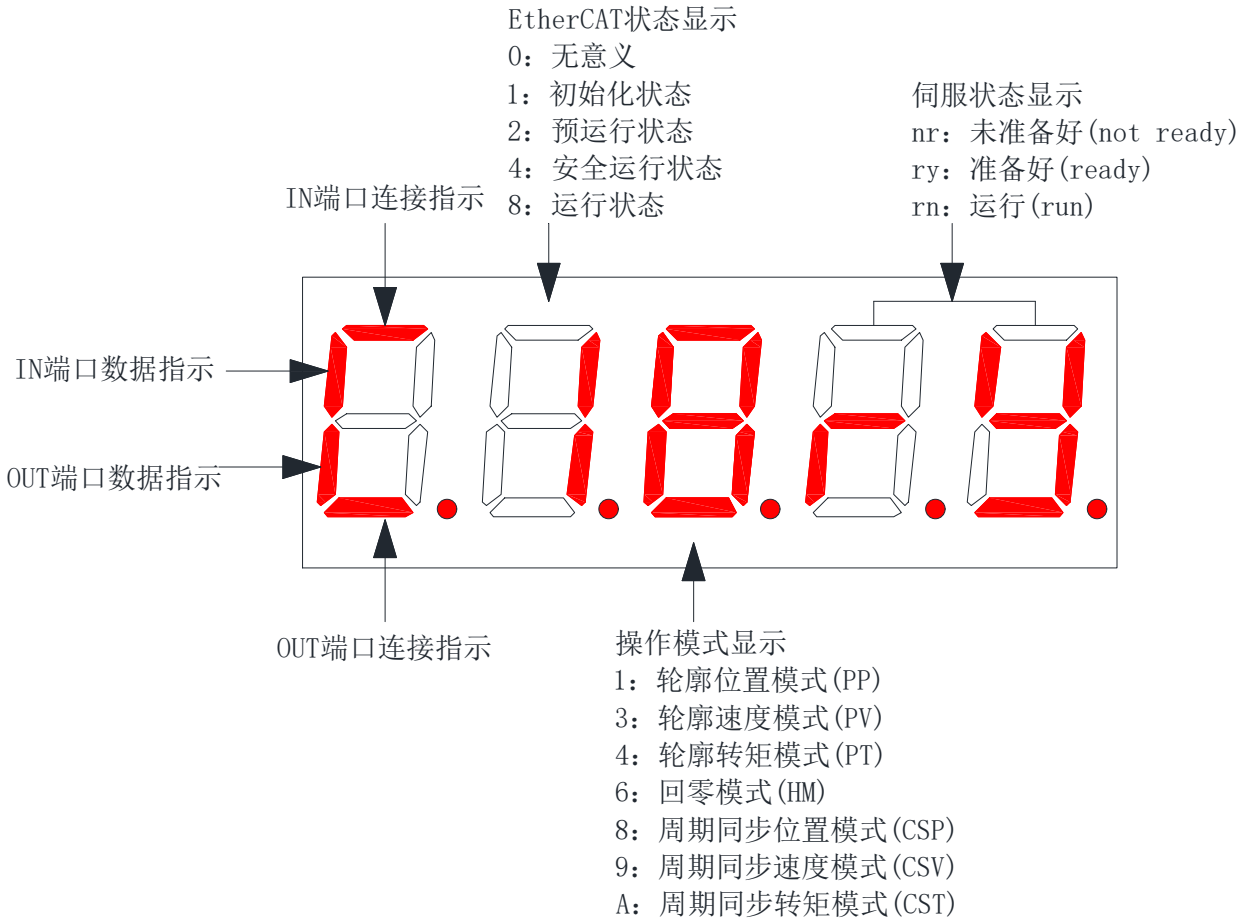 EtherCAT状态显示
0: 无意义
1: 初始化状态
2: 预运行状态
4: 安全运行状态
8: 运行状态
伺服状态显示
nr: 未准备好(not ready)
ry: 准备好(ready)
rn: 运行(run)
IN端口连接指示
IN端口数据指示
OUT端口数据指示
OUT端口连接指示
操作模式显示
1: 轮廓位置模式(PP)
3: 轮廓速度模式(PV)
4: 轮廓转矩模式(PT)
6: 回零模式(HM)
8: 周期同步位置模式(CSP)
9: 周期同步速度模式(CSV)
A: 周期同步转矩模式(CST)